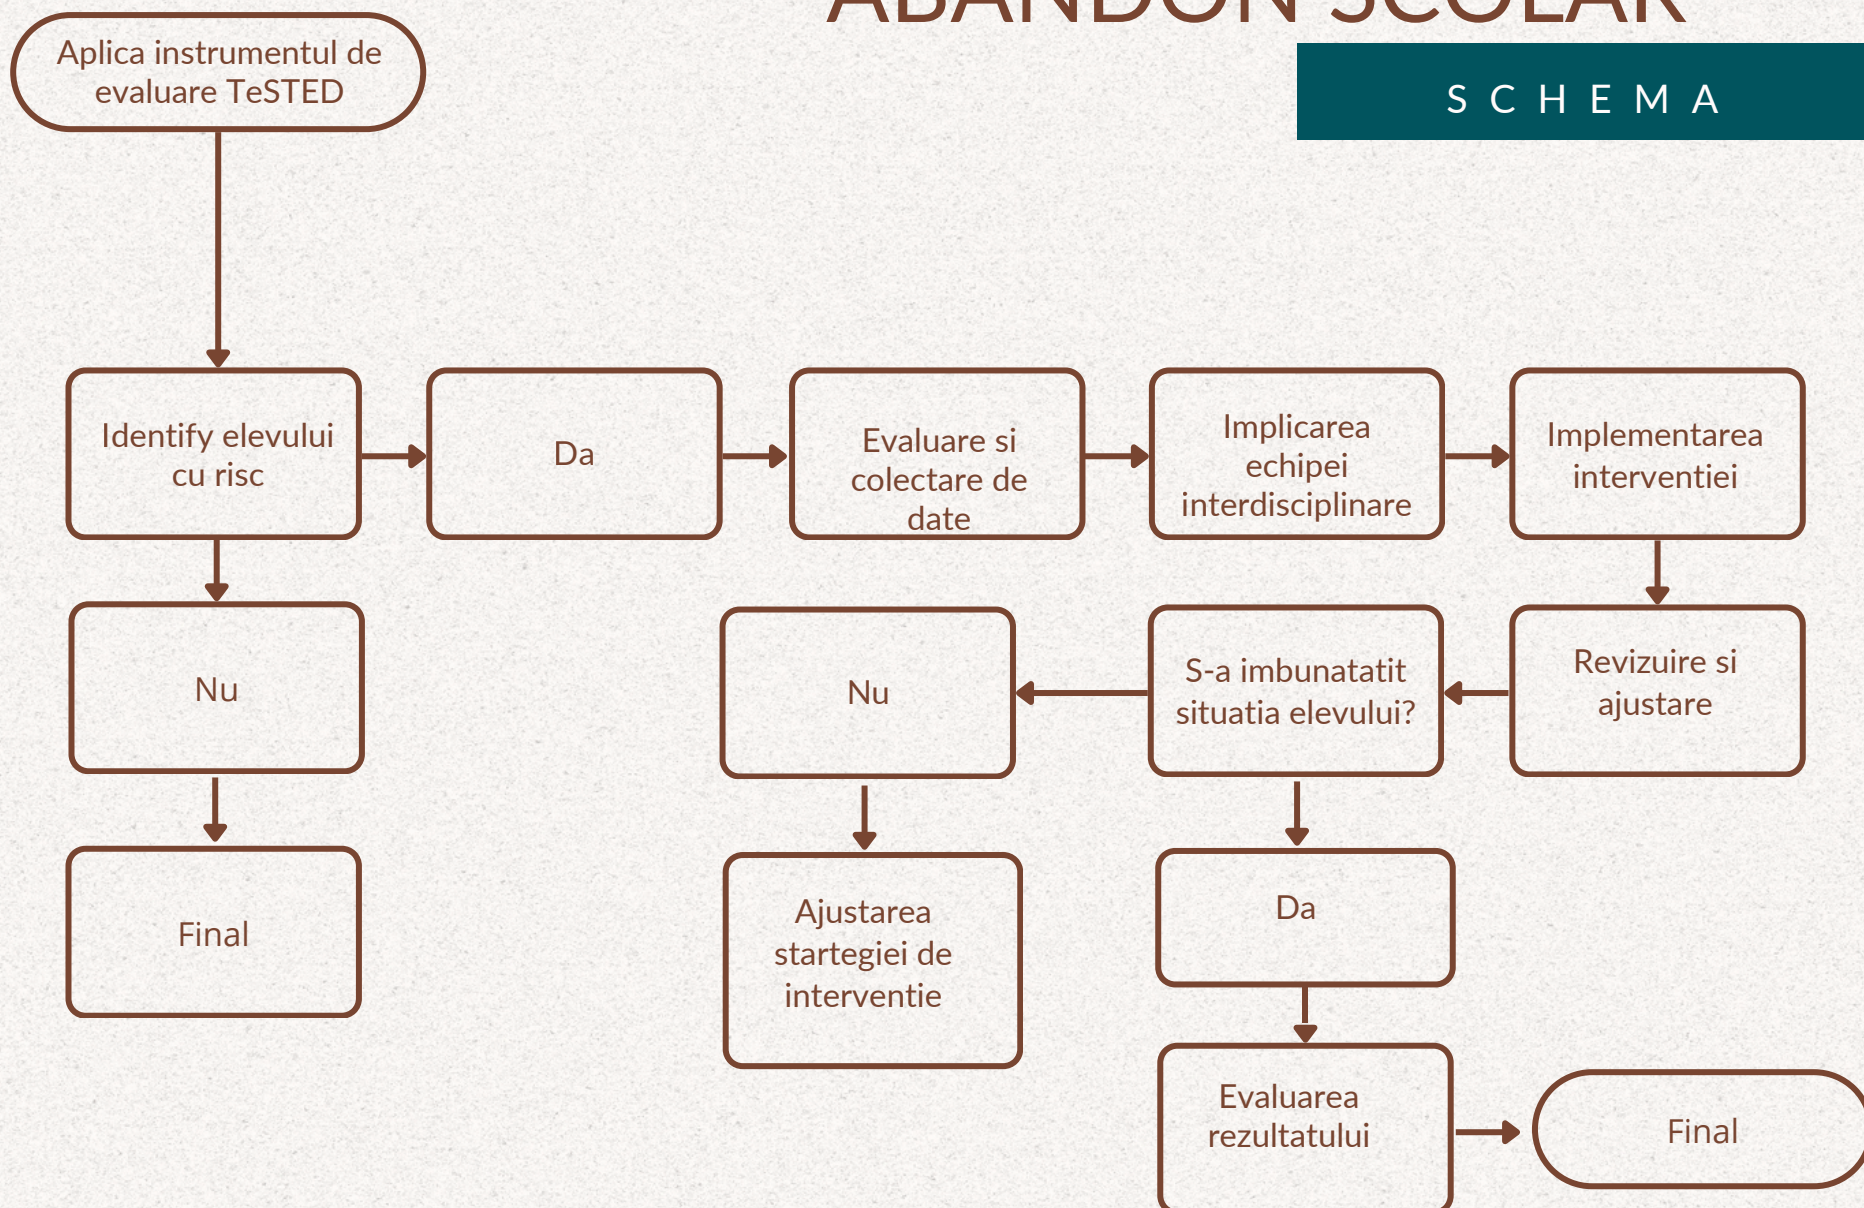 ABANDON SCOLAR
SCHEMA
Aplica instrumentul de
evaluare TeSTED
Identify elevului
cu risc
Da
Evaluare si
colectare de
date
Implicarea
echipei
interdisciplinare
Implementarea
interventiei
Nu
Nu
S-a imbunatatit
situatia elevului?
Revizuire si
ajustare
Final
Ajustarea
startegiei de
interventie
Da
Evaluarea
rezultatului
Final